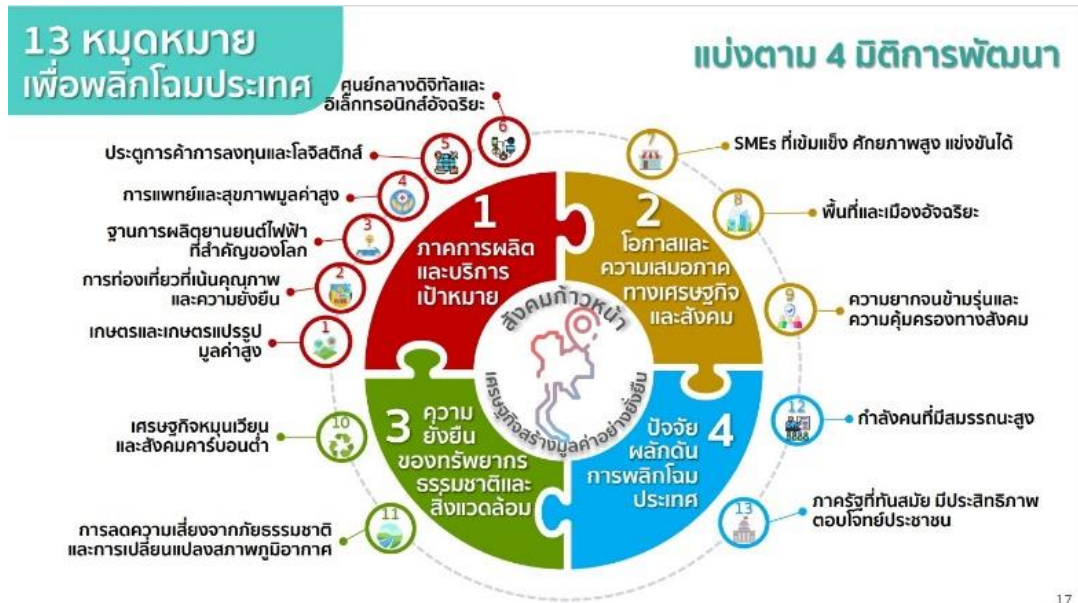 13 หมุดหมาย
เพื่อพลิกโฉมประเทศ
แบ่งตาม 4 มิติการพัฒนา
ศูนย์กลางดิจิทัลและ
อิเล็กทรอนิกส์อัจฉริยะ
6
ประตูการค้าการลงทุนและโลจิสติกส์
5
การแพทย์และสุขภาพมูลค่าสูง
4
ฐานการผลิตยานยนต์ไฟฟ้า
ที่สำคัญของโลก
3
การท่องเที่ยวที่เน้นคุณภาพ
และความยั่งยืน
2
เกษตรและเกษตรแปรรูป
มูลค่าสูง
1
1
ภาคการผลิต
และบริการ
เป้าหมาย
2
โอกาสและ
ความเสมอภาค
ทางเศรษฐกิจ
และสังคม
7
SMEs ที่เข้มแข็ง ศักยภาพสูง แข่งขันได้
8
พื้นที่และเมืองอัจฉริยะ
9
ความยากจนข้ามรุ่นและ
ความคุ้มครองทางสังคม
สังคมก้าวหน้า
เศรษฐกิจสร้างมูลค่าอย่างยั่งยืน
3
ความ
ยั่งยืน
ของทรัพยากร
ธรรมชาติและ
สิ่งแวดล้อม
10
เศรษฐกิจหมุนเวียน
และสังคมคาร์บอนต่ำ
11
การลดความเสี่ยงจากภัยธรรมชาติ
และการเปลี่ยนแปลงสภาพภูมิอากาศ
4
ปัจจัย
ผลักดัน
การพลิกโฉม
ประเทศ
12
กำลังคนที่มีสมรรถนะสูง
13
ภาครัฐที่ทันสมัย มีประสิทธิภาพ
ตอบโจทย์ประชาชน
17